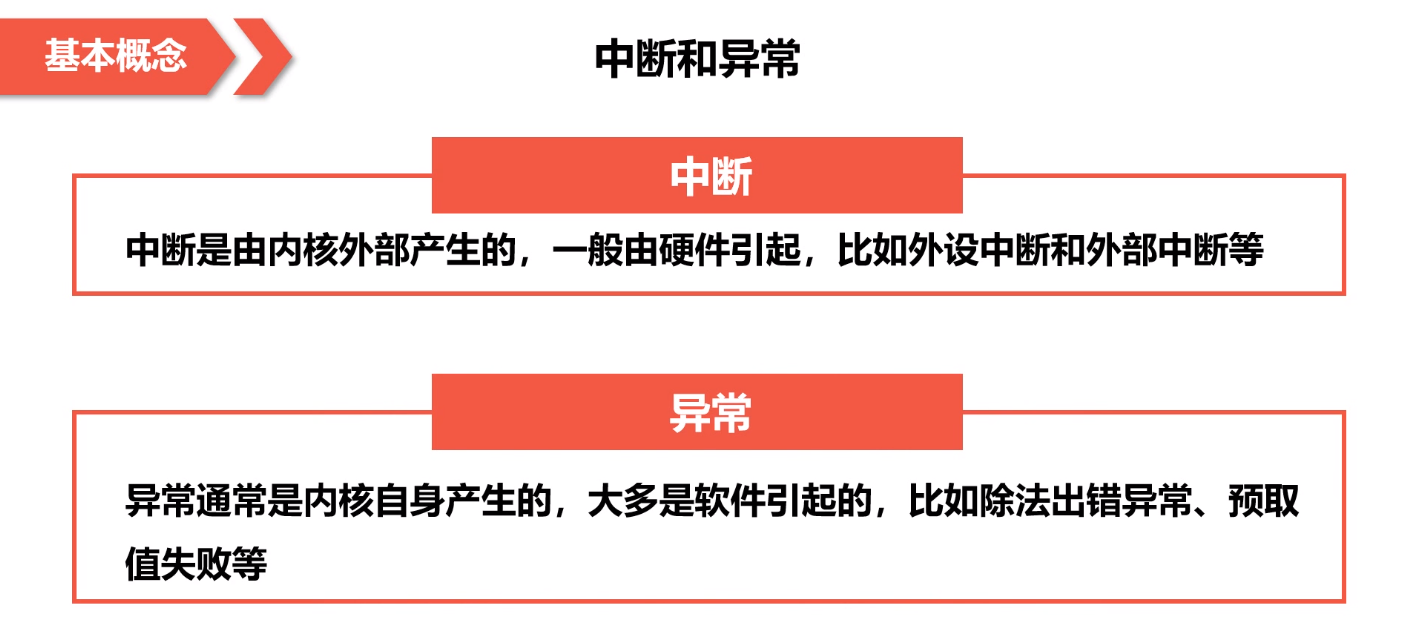 基本概念
中断和异常
中断
中断是由内核外部产生的，一般由硬件引起，比如外设中断和外部中断等
异常
异常通常是内核自身产生的，大多是软件引起的，比如除法出错异常、预取
值失败等